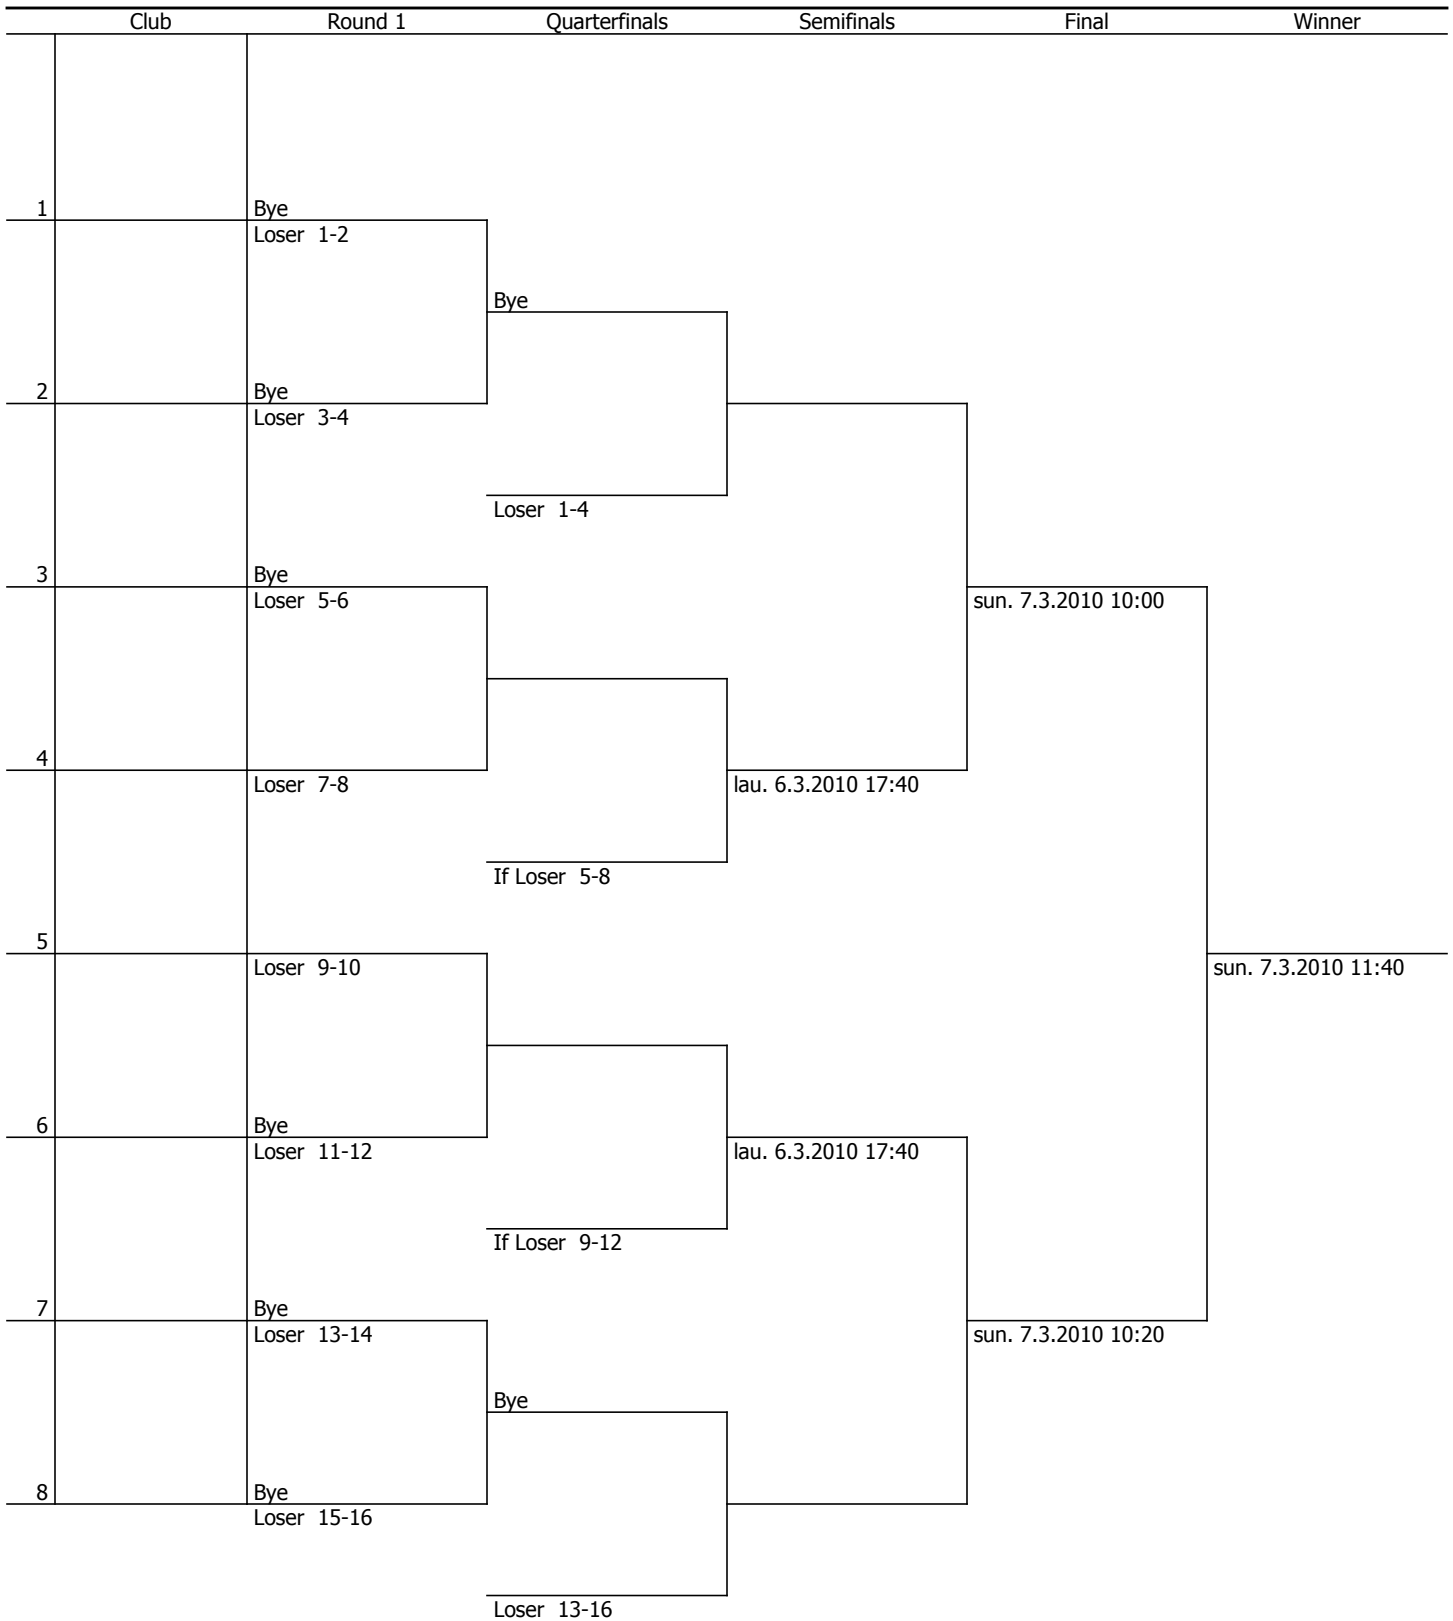 Club Round 1 Quarterfinals Semifinals Final Winner
1 Bye
Loser 1-2
Bye
2 Bye
Loser 3-4
Loser 1-4
3 Bye
Loser 5-6 sun. 7.3.2010 10:00
4
Loser 7-8 lau. 6.3.2010 17:40
If Loser 5-8
5
Loser 9-10 sun. 7.3.2010 11:40
6 Bye
Loser 11-12 lau. 6.3.2010 17:40
If Loser 9-12
7 Bye
Loser 13-14 sun. 7.3.2010 10:20
Bye
8 Bye
Loser 15-16
Loser 13-16